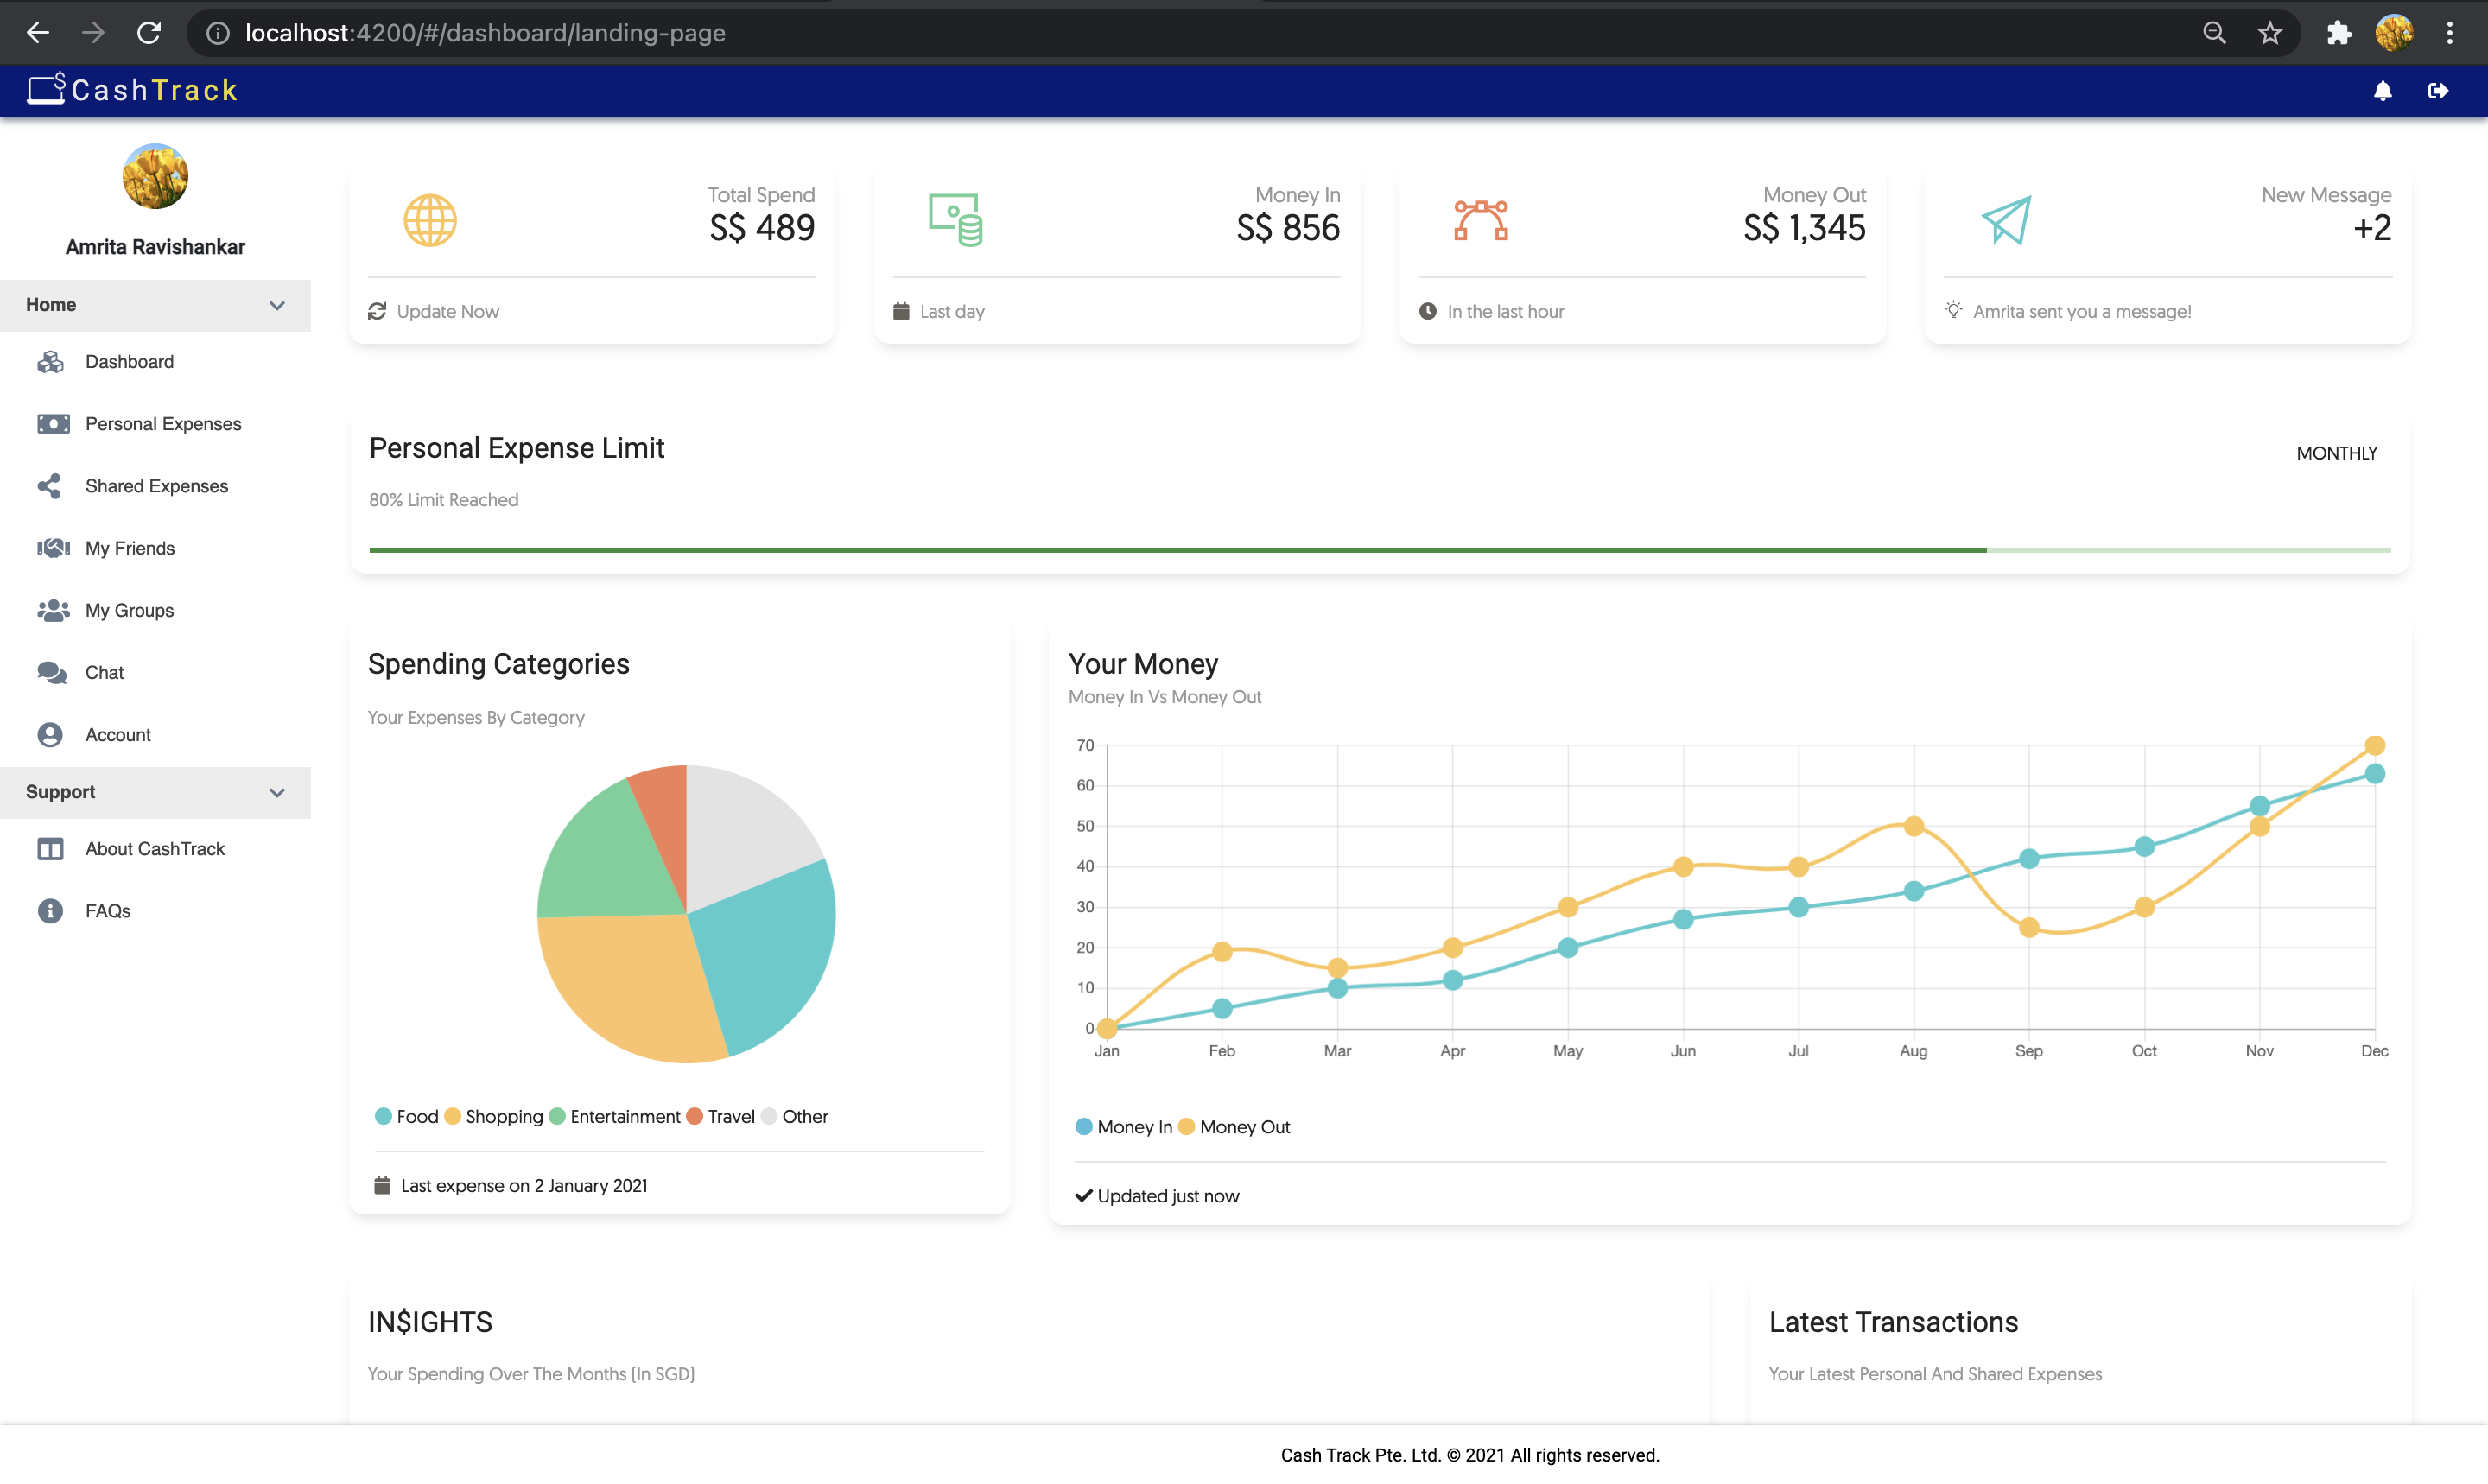 localhost:4200/#/dashboard/landing-page
CashTrack
Amrita Ravishankar
Home
Dashboard
Personal Expenses
Shared Expenses
My Friends
My Groups
Chat
Account
Support
About CashTrack
FAQs
Total Spend
S$ 489
Update Now
Money In
S$ 856
Last day
Money Out
S$ 1,345
In the last hour
New Message
+2
Amrita sent you a message!
Personal Expense Limit
MONTHLY
80% Limit Reached
Spending Categories
Your Expenses By Category
Food Shopping Entertainment Travel Other
Last expense on 2 January 2021
Your Money
Money In Vs Money Out
70
60
50
40
30
20
10
0
Jan Feb Mar Apr May Jun Jul Aug Sep Oct Nov Dec
Money In Money Out
Updated just now
IN$IGHTS
Your Spending Over The Months (In SGD)
Latest Transactions
Your Latest Personal And Shared Expenses
Cash Track Pte. Ltd. © 2021 All rights reserved.